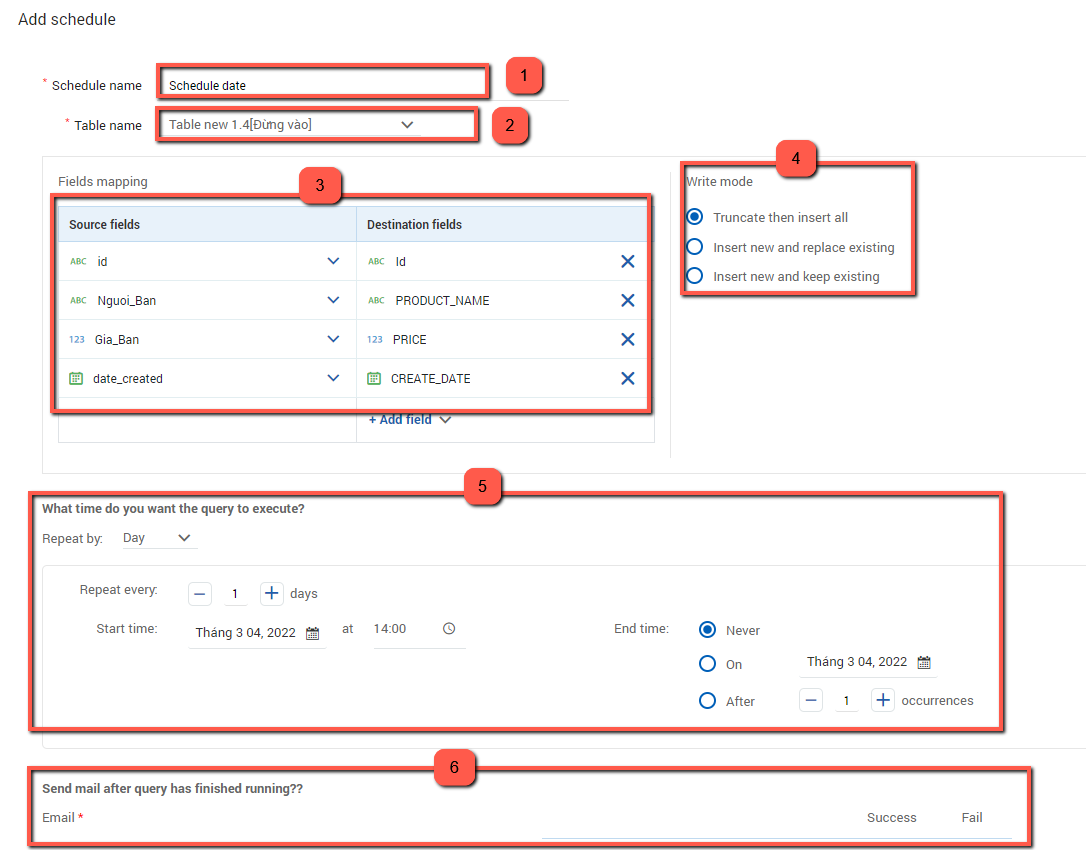 Add schedule
* Schedule name Schedule date 1
* Table name Table new 1.4[Đừng vào] 2
Fields mapping 3
Source fields Destination fields
ABC id ABC Id
ABC Nguoi_Ban ABC PRODUCT_NAME
123 Gia_Ban 123 PRICE
date_created CREATE_DATE
+ Add field
4
Write mode
Truncate then insert all
Insert new and replace existing
Insert new and keep existing
5
What time do you want the query to execute?
Repeat by: Day
Repeat every: 1 days
Start time: Tháng 3 04, 2022 at 14:00
End time: Never
On Tháng 3 04, 2022
After 1 occurrences
6
Send mail after query has finished running??
Email * Success Fail